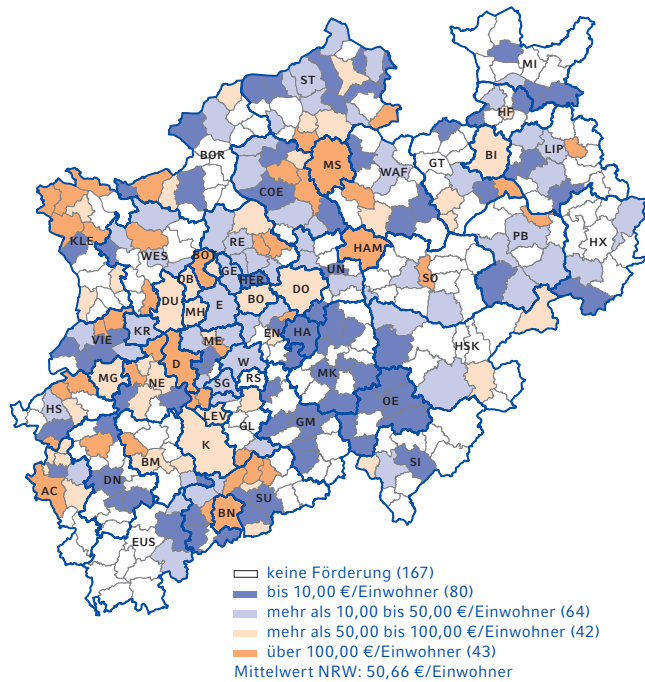 MI
ST
HF
BOR
MS
GT
BI
LIP
WAF
COE
KLE
RE
PB
HX
WES
BOT
HAM
GE
HER
UN
SO
OB
DU
BO
DO
MH
E
KR
EN
HA
VIE
ME
HSK
D
W
MG
NE
SG
RS
MK
OE
HS
LEV
GL
GM
K
BM
SI
AC
DN
SU
BN
EUS
keine Förderung (167)
bis 10,00 €/Einwohner (80)
mehr als 10,00 bis 50,00 €/Einwohner (64)
mehr als 50,00 bis 100,00 €/Einwohner (42)
über 100,00 €/Einwohner (43)
Mittelwert NRW: 50,66 €/Einwohner